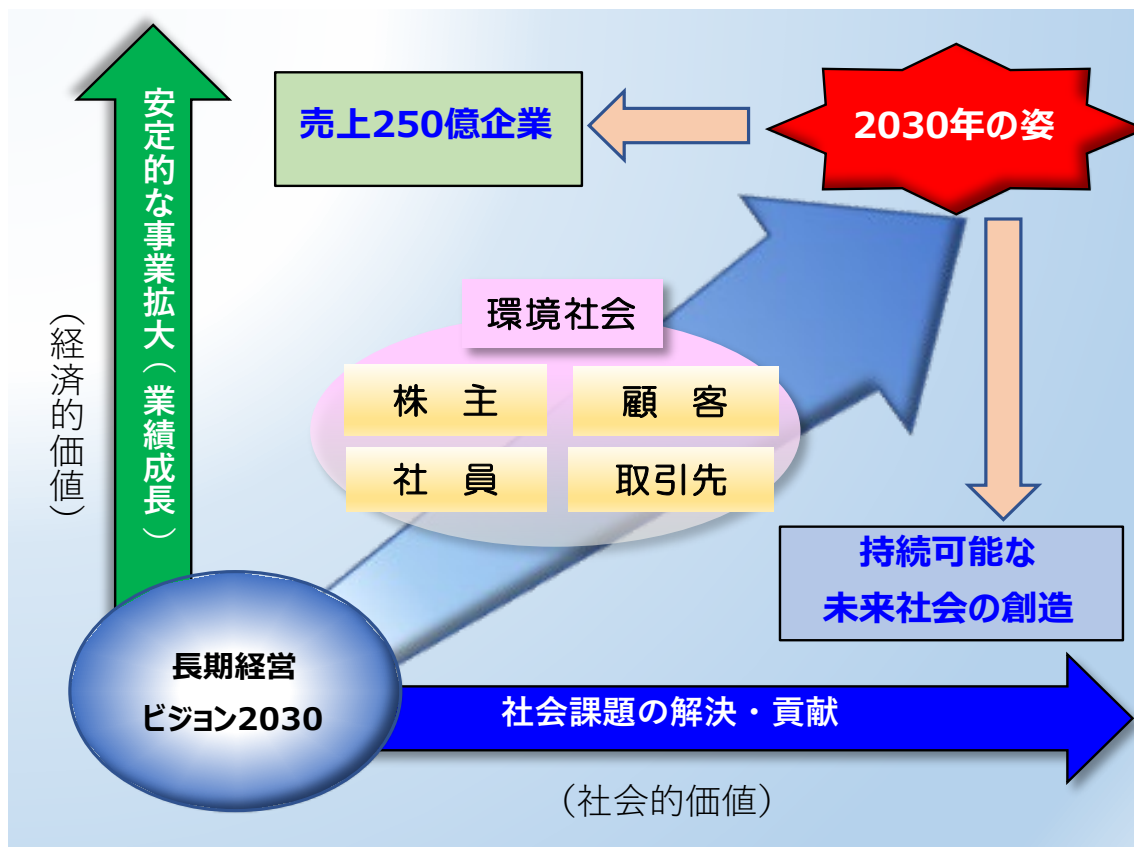 売上250億企業
2030年の姿
安定的な事業拡大（業績成長）
（経済的価値）
環境社会
株　主
顧　客
社　員
取引先
持続可能な
未来社会の創造
長期経営
ビジョン2030
社会課題の解決・貢献
（社会的価値）